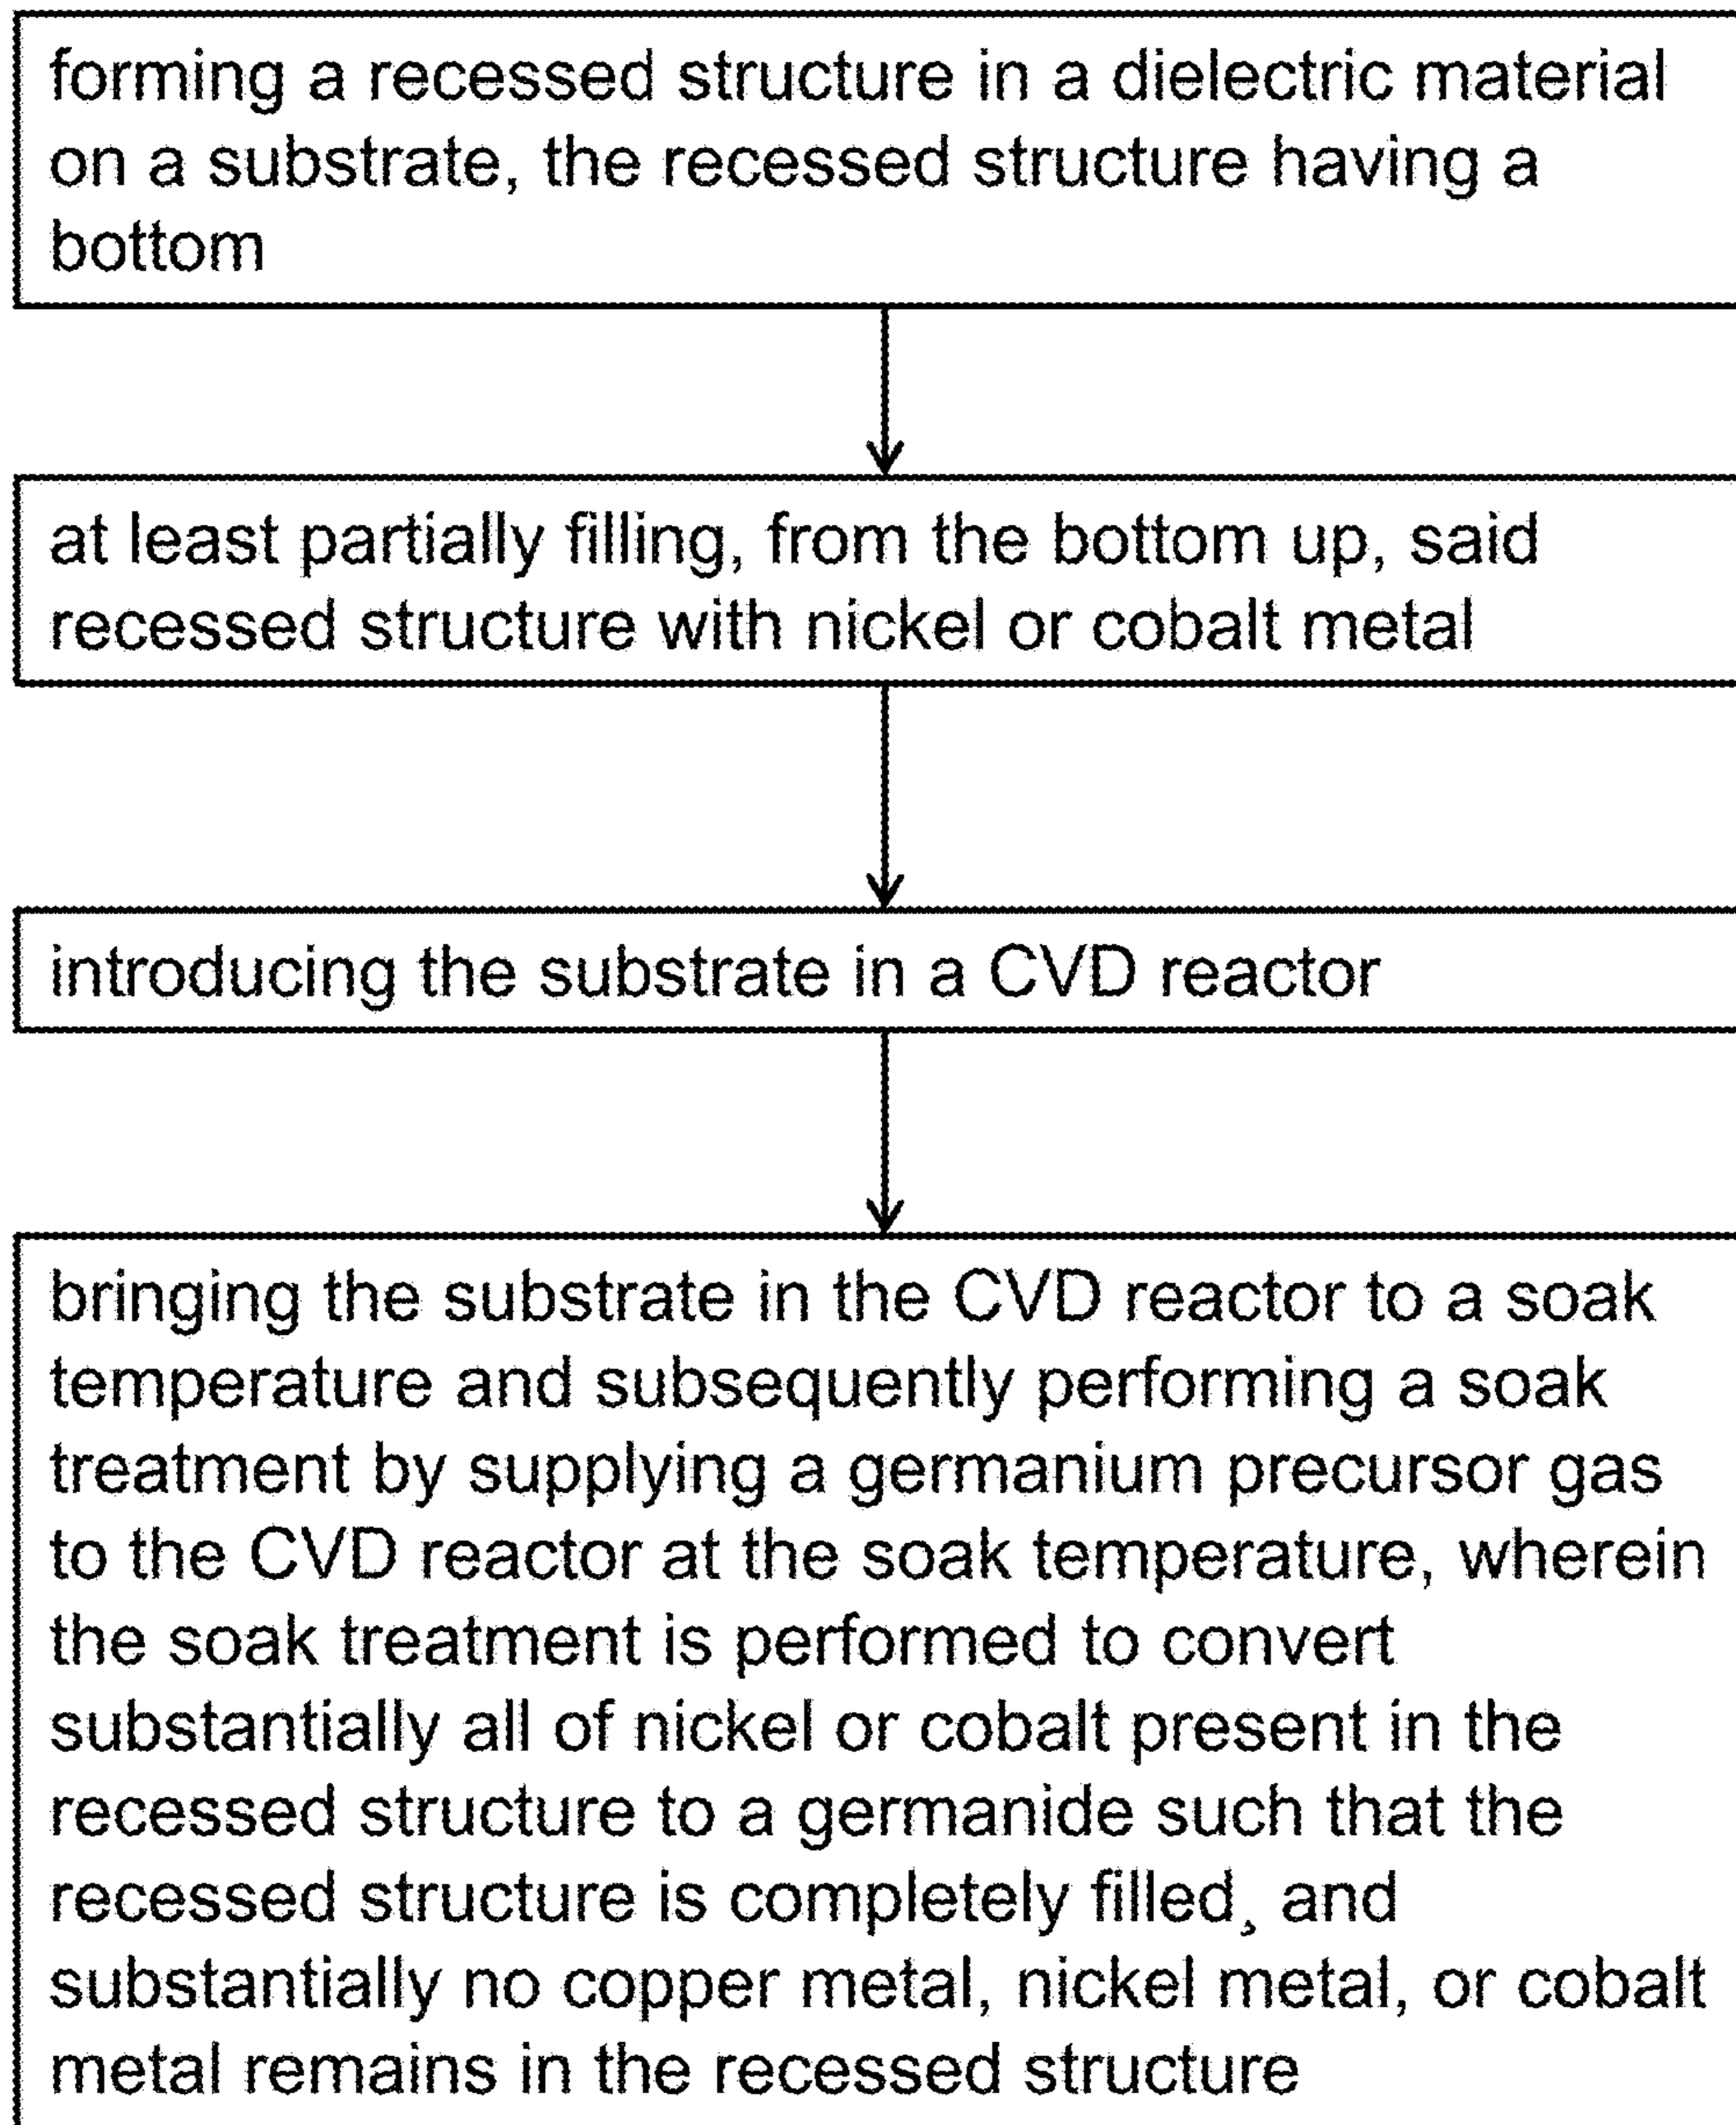 forming a recessed structure in a dielectric material
on a substrate, the recessed structure having a
bottom
at least partially filling, from the bottom up, said
recessed structure with nickel or cobalt metal
introducing the substrate in a CVD reactor
bringing the substrate in the CVD reactor to a soak
temperature and subsequently performing a soak
treatment by supplying a germanium precursor gas
to the CVD reactor at the soak temperature, wherein
the soak treatment is performed to convert
substantially all of nickel or cobalt present in the
recessed structure to a germanide such that the
recessed structure is completely filled, and
substantially no copper metal, nickel metal, or cobalt
metal remains in the recessed structure